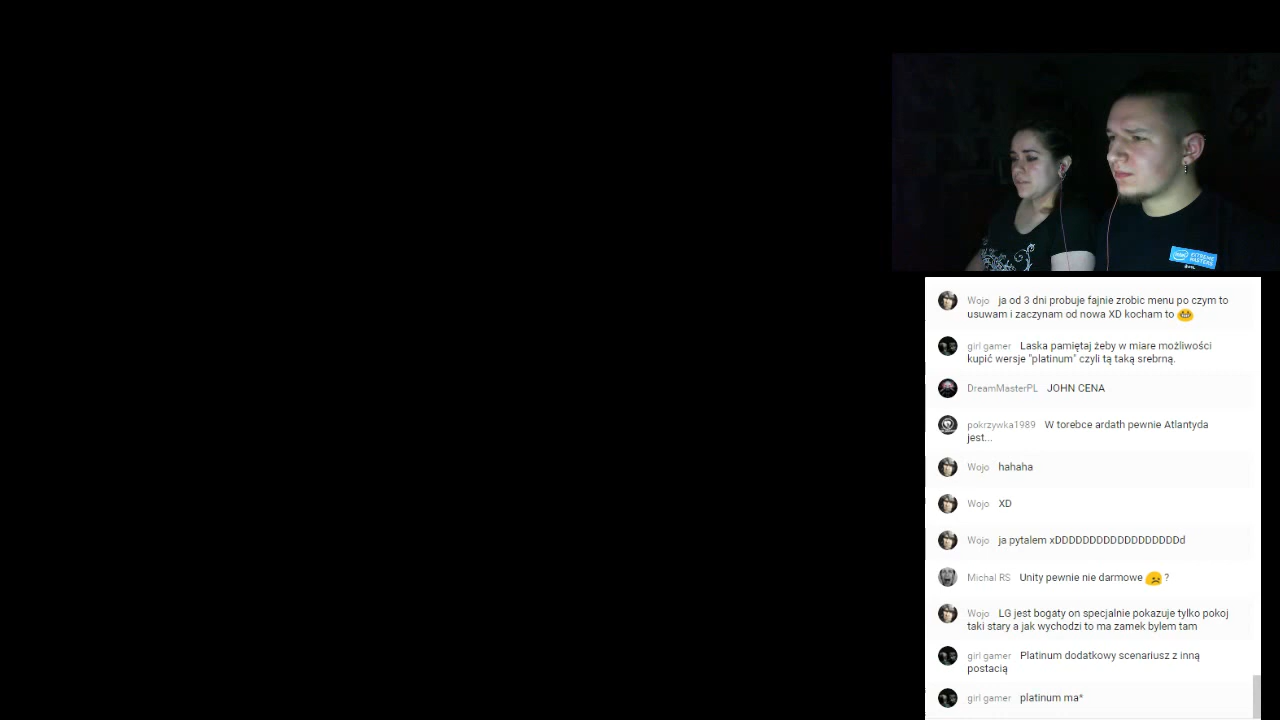 EXTREME
MASTERS
Wojo ja od 3 dni probuje fajnie zrobic menu po czym to
usuwam i zaczynam od nowa XD kocham to
girl gamer Laska pamiętaj żeby w miare możliwości
kupić wersje "platinum" czyli tą taką srebrną.
DreamMasterPL JOHN CENA
pokrzywka1989 W torebce ardath pewnie Atlantyda
jest...
Wojo hahaha
Wojo XD
Wojo ja pytalem xDDDDDDDDDDDDDDDDDDd
Michal RS Unity pewnie nie darmowe ?
Wojo LG jest bogaty on specjalnie pokazuje tylko pokoj
taki stary a jak wychodzi to ma zamek bylem tam
girl gamer Platinum dodatkowy scenariusz z inną
postacią
girl gamer platinum ma*